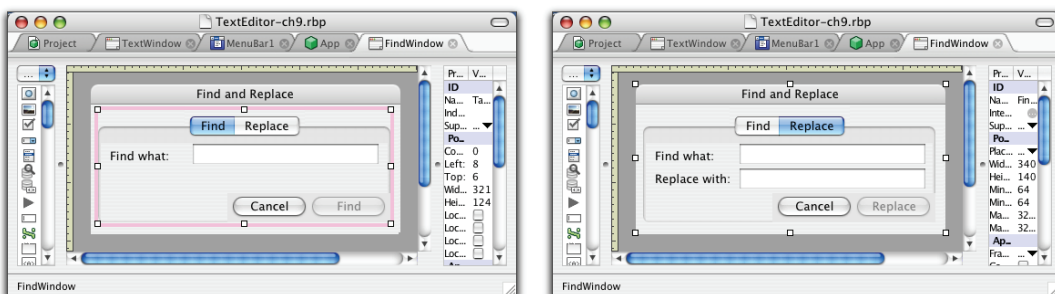 TextEditor-ch9.rbp
Project TextWindow MenuBar1 App FindWindow
... Pr... V...
ID
Find and Replace
Na... Ta...
Ind...
Find Replace
Sup... ...
Po...
Find what:
Co... 0
Left: 8
Top: 6
Wid... 321
Cancel Find
Hei... 124
Loc...
Loc...
Loc...
Loc...
FindWindow
TextEditor-ch9.rbp
Project TextWindow MenuBar1 App FindWindow
... Pr... V...
ID
Find and Replace
Na... Fin...
Inte...
Find Replace
Sup... ...
Po...
Find what:
Plac... ...
Wid... 340
Replace with:
Hei... 140
Min... 64
Cancel Replace
Min... 64
Ma... 32...
Ma... 32...
Ap...
Fra... ...
FindWindow